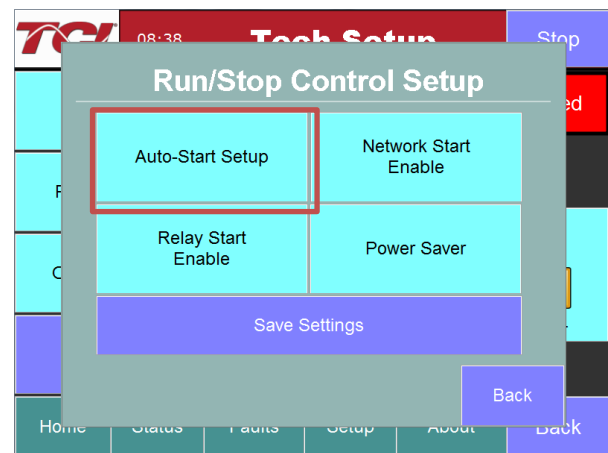 TCI
08:38
Tech Setup
Stop
Run/Stop Control Setup
Auto-Start Setup
Network Start
Enable
Relay Start
Enable
Power Saver
Save Settings
Back
Home
Status
Faults
Setup
About
Back